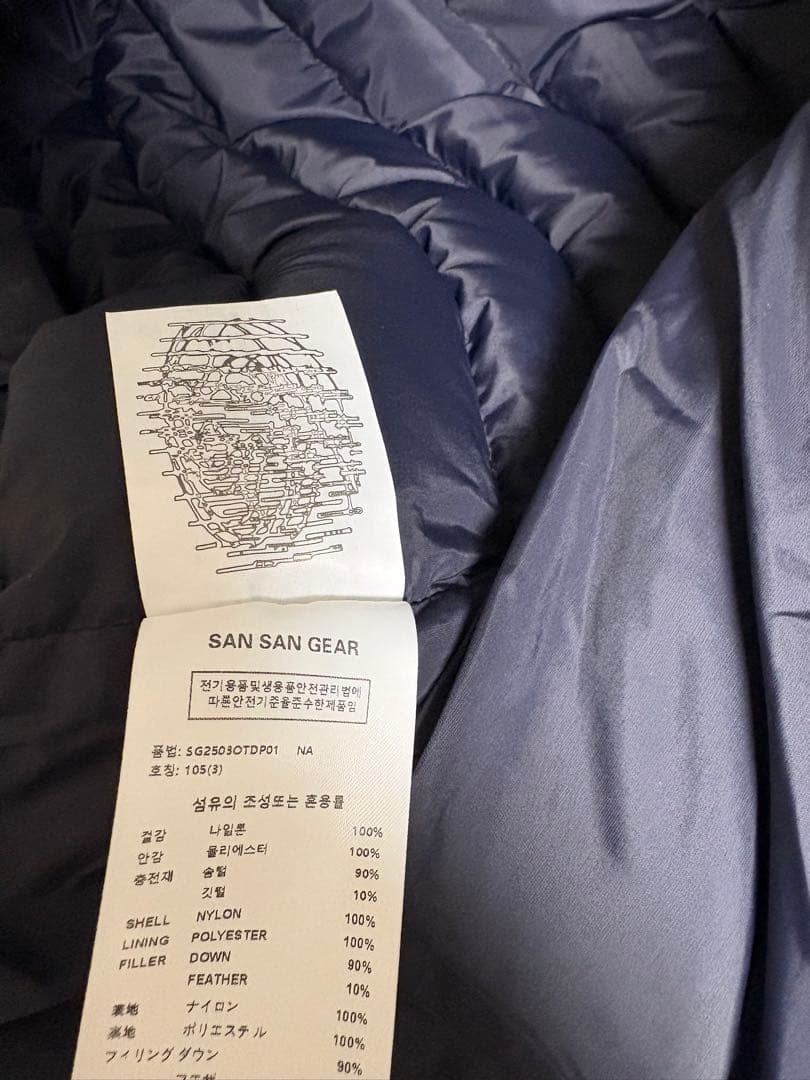 SAN SAN GEAR
전기용품및생용품안전관리법에
따뿐안전기준율준수한제품임
품범: SG2503OTDP01 NA
호칭: 105(3)
섬유의 조성또는 혼용률
겉감 나일론 100%
안감 폴리에스터 100%
충전재 솜털 90%
깃털 10%
SHELL NYLON 100%
LINING POLYESTER 100%
FILLER DOWN 90%
FEATHER 10%
表地 ナイロン 100%
裏地 ポリエステル 100%
フィリング ダウン 90%